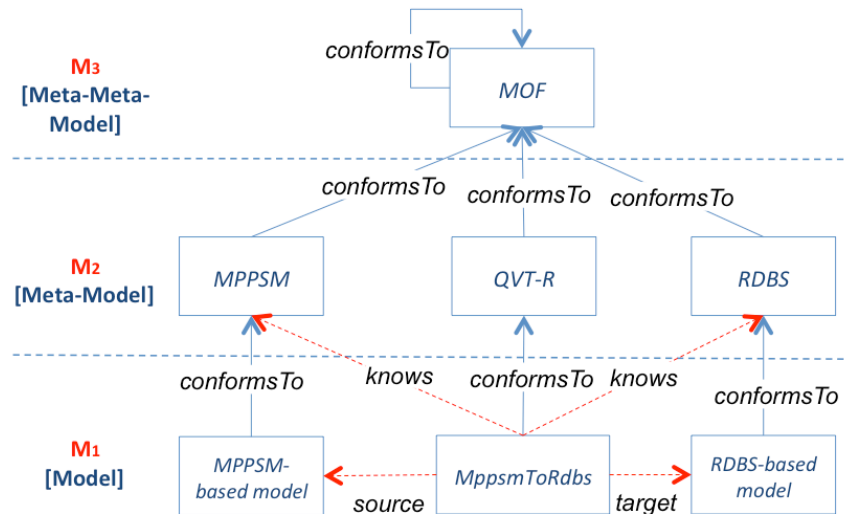 conformsTo
M3
[Meta-Meta-
Model]
MOF
conformsTo
conformsTo
conformsTo
M2
[Meta-Model]
MPPSM
QVT-R
RDBS
conformsTo
knows
conformsTo
knows
conformsTo
M1
[Model]
MPPSM-
based model
MppsmToRdbs
RDBS-based
model
source
target